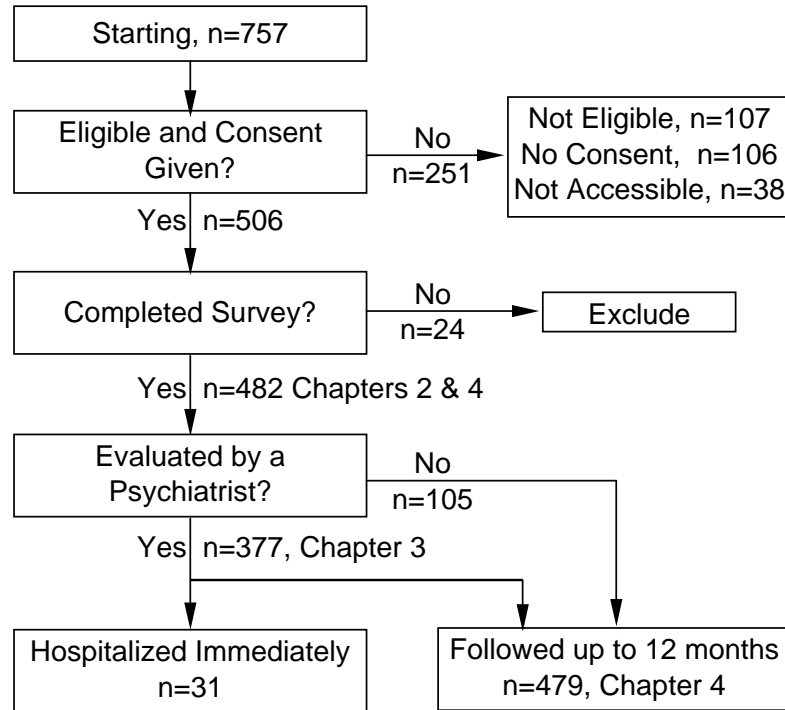 Starting, n=757
Eligible and Consent
Given?
No
n=251
Not Eligible, n=107
No Consent,  n=106
Not Accessible, n=38
Yes  n=506
Completed Survey?
No
n=24
Exclude
Yes  n=482 Chapters 2 & 4
Evaluated by a
Psychiatrist?
No
n=105
Yes  n=377, Chapter 3
Hospitalized Immediately
n=31
Followed up to 12 months
n=479, Chapter 4